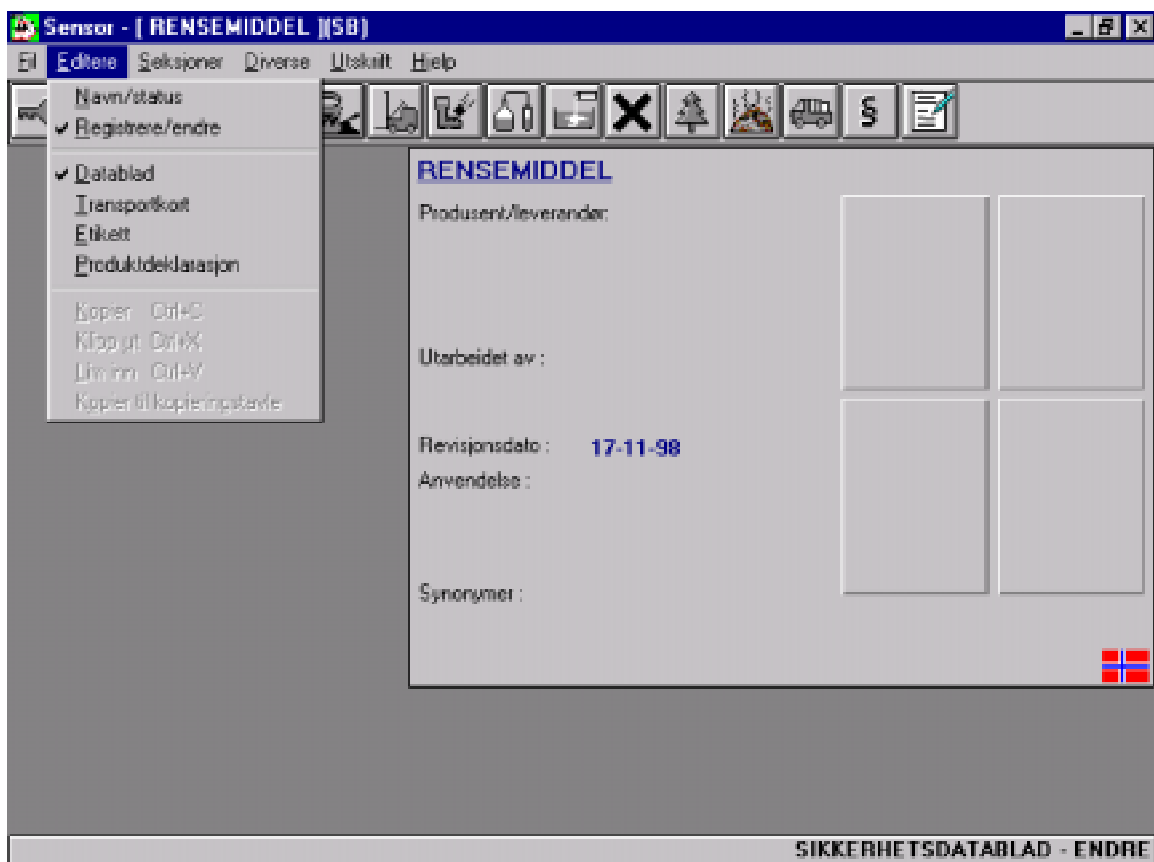 Sensor - [ RENSEMIDDEL ](SB)
Fil Editere Seksjoner Diverse Utskrift Hjelp
Navn/status
Registrere/endre
Datablad
Transportkort
Etikett
Produktdeklarasjon
Kopier Ctrl+C
Klipp ut Ctrl+X
Lim inn Ctrl+V
Kopier til kopieringstavle
§
RENSEMIDDEL
Produsent/leverandør:
Utarbeidet av :
Revisjonsdato : 17-11-98
Anvendelse :
Synonymer :
SIKKERHETSDATABLAD - ENDRE